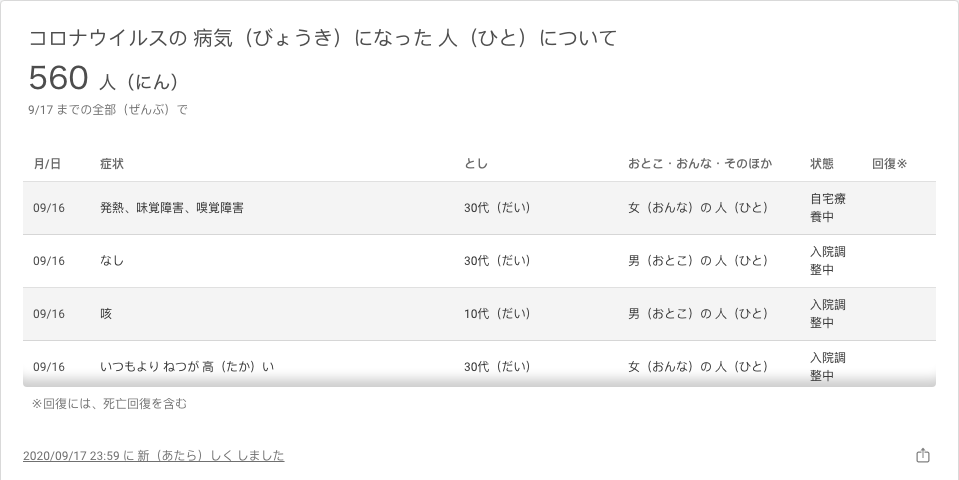 コロナウイルスの 病気（びょうき）になった 人（ひと）について
560 人（にん）
9/17 までの全部（ぜんぶ）で
月/日 症状 とし おとこ・おんな・そのほか 状態 回復※
09/16 発熱、味覚障害、嗅覚障害 30代（だい） 女（おんな）の 人（ひと） 自宅療
養中
09/16 なし 30代（だい） 男（おとこ）の 人（ひと） 入院調
整中
09/16 咳 10代（だい） 男（おとこ）の 人（ひと） 入院調
整中
09/16 いつもより ねつが 高（たか）い 30代（だい） 女（おんな）の 人（ひと） 入院調
整中
※回復には、死亡回復を含む
2020/09/17 23:59 に 新（あたら）しく しました